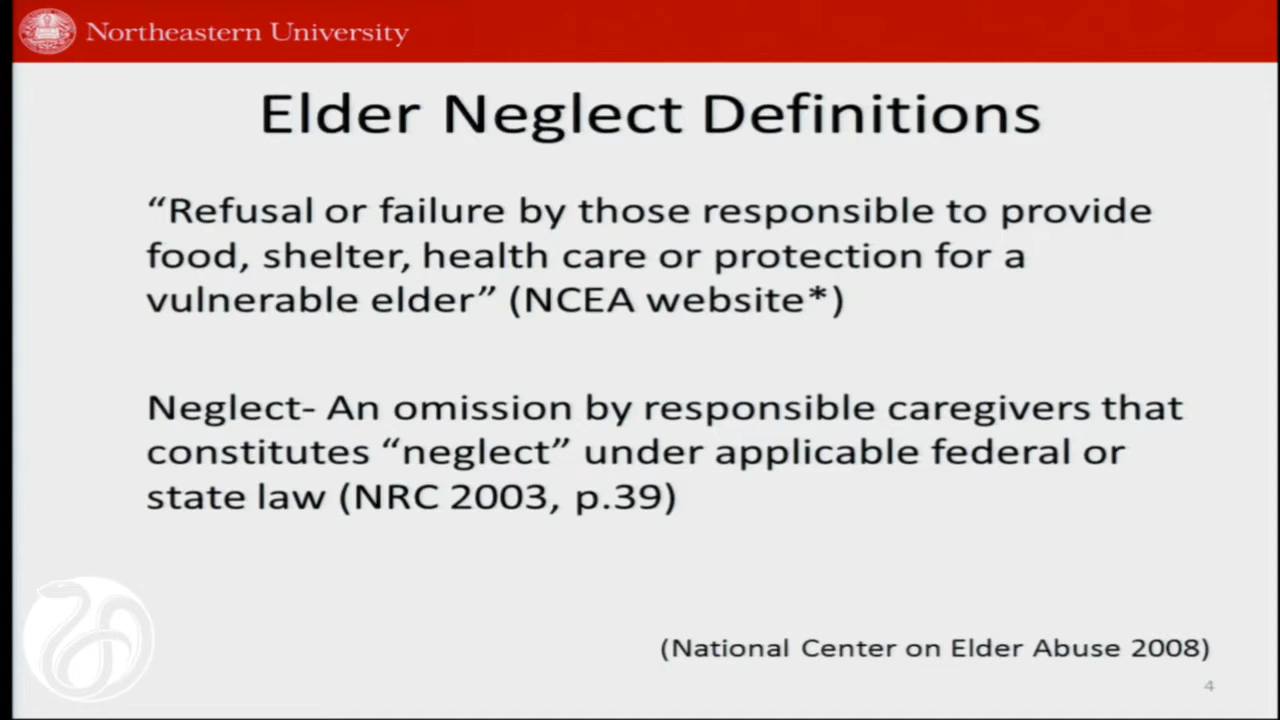 Northeastern University
Elder Neglect Definitions
“Refusal or failure by those responsible to provide
food, shelter, health care or protection for a
vulnerable elder” (NCEA website*)
Neglect- An omission by responsible caregivers that
constitutes “neglect” under applicable federal or
state law (NRC 2003, p.39)
(National Center on Elder Abuse 2008)
4